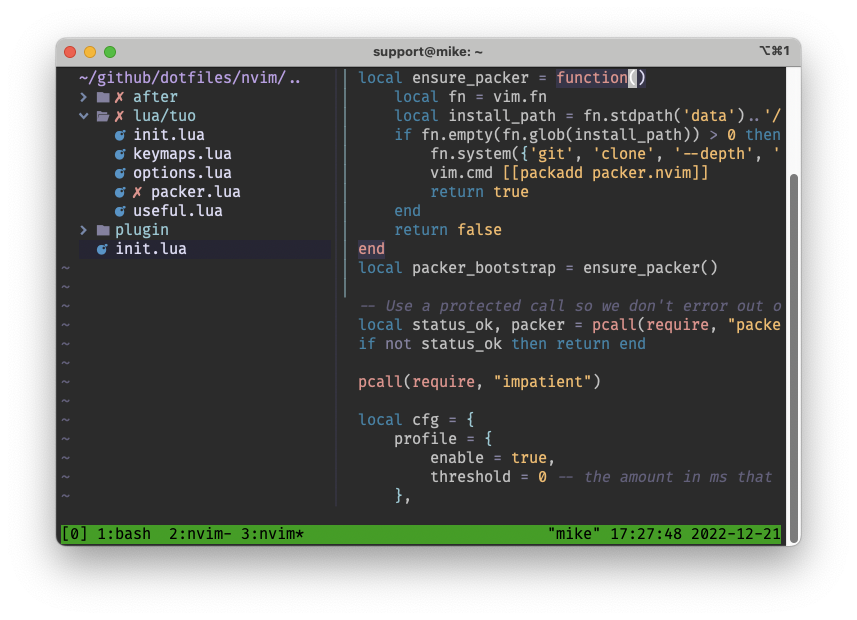 support@mike: ~
⌥⌘1
~/github/dotfiles/nvim/..
> ✗ after
✗ lua/tuo
init.lua
keymaps.lua
options.lua
✗ packer.lua
useful.lua
> plugin
init.lua
~
~
~
~
~
~
~
~
~
~
~
~
~
local ensure_packer = function()
    local fn = vim.fn
    local install_path = fn.stdpath('data')..'/
    if fn.empty(fn.glob(install_path)) > 0 then
        fn.system({'git', 'clone', '--depth', '
        vim.cmd [[packadd packer.nvim]]
        return true
    end
    return false
end
local packer_bootstrap = ensure_packer()
-- Use a protected call so we don't error out o
local status_ok, packer = pcall(require, "packe
if not status_ok then return end
pcall(require, "impatient")
local cfg = {
    profile = {
        enable = true,
        threshold = 0 -- the amount in ms that
    },
[0] 1:bash  2:nvim- 3:nvim* "mike" 17:27:48 2022-12-21